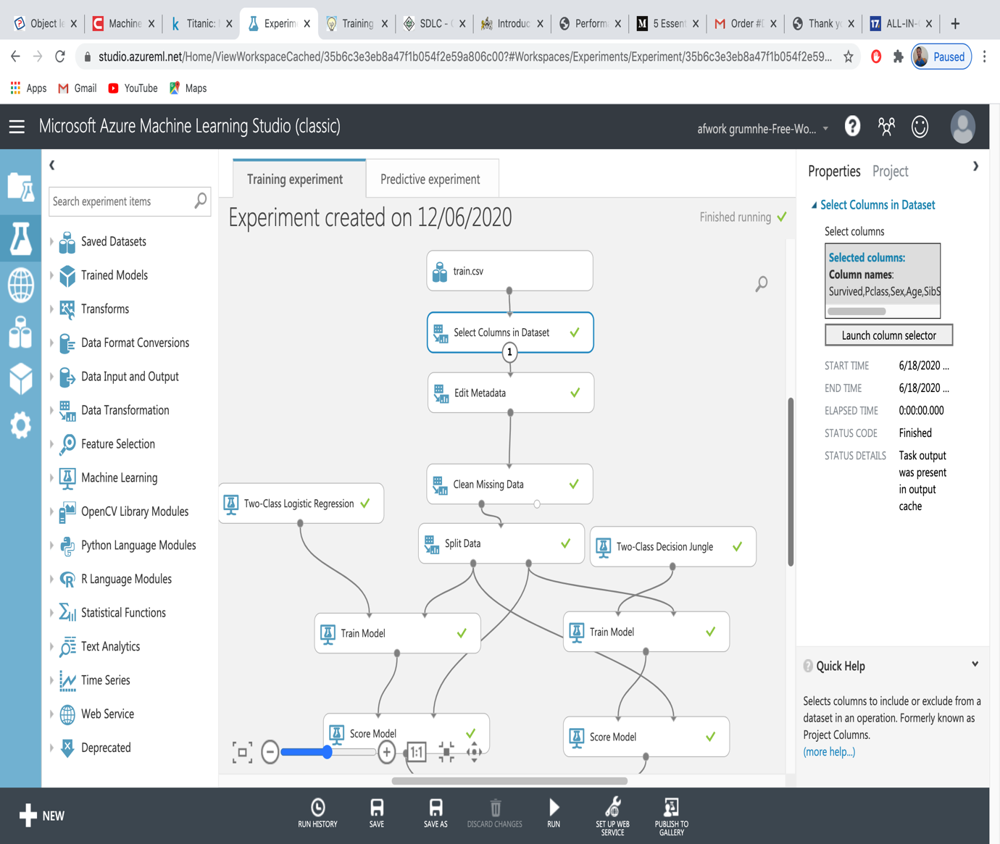 Object le
Machine
Titanic:
Experim
Training
SDLC -
Introduc
Perform
5 Essent
Order #
Thank y
ALL-IN-
studio.azureml.net/Home/ViewWorkspaceCached/35b6c3e3eb8a47f1b054f2e59a806c00?#Workspaces/Experiments/Experiment/35b6c3e3eb8a47f1b054f2e59...
Paused
Apps
Gmail
YouTube
Maps
Microsoft Azure Machine Learning Studio (classic)
afwork grumnhe-Free-Wo...
Search experiment items
Saved Datasets
Trained Models
Transforms
Data Format Conversions
Data Input and Output
Data Transformation
Feature Selection
Machine Learning
OpenCV Library Modules
Python Language Modules
R Language Modules
Statistical Functions
Text Analytics
Time Series
Web Service
Deprecated
Training experiment
Predictive experiment
Experiment created on 12/06/2020
Finished running
train.csv
Select Columns in Dataset
1
Edit Metadata
Clean Missing Data
Two-Class Logistic Regression
Split Data
Two-Class Decision Jungle
Train Model
Train Model
Score Model
Score Model
1:1
Properties
Project
Select Columns in Dataset
Select columns
Selected columns:
Column names:
Survived,Pclass,Sex,Age,SibS
Launch column selector
START TIME 6/18/2020 ...
END TIME 6/18/2020 ...
ELAPSED TIME 0:00:00.000
STATUS CODE Finished
STATUS DETAILS Task output
was present
in output
cache
Quick Help
Selects columns to include or exclude from a
dataset in an operation. Formerly known as
Project Columns.
(more help...)
NEW
RUN HISTORY
SAVE
SAVE AS
DISCARD CHANGES
RUN
SET UP WEB
SERVICE
PUBLISH TO
GALLERY